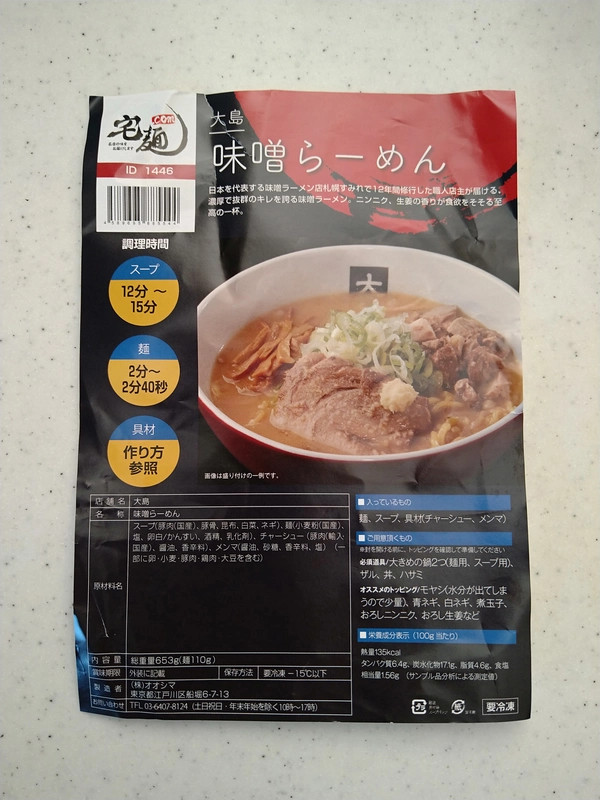 宅麺
.com
ID 1446
大島
味噌らーめん
日本を代表する味噌ラーメン店札幌すみれで12年間修行した職人店主が届ける、
濃厚で抜群のキレを誇る味噌ラーメン。ニンニク、生姜の香りが食欲をそそる至
高の一杯。
調理時間
スープ
12分 〜
15分
麺
2分〜
2分40秒
具材
作り方
参照
大
画像は盛り付けの一例です。
店舗名 大島
名称 味噌らーめん
原材料名
スープ(豚肉(国産)、豚骨、昆布、白菜、ネギ)、麺(小麦粉(国産)、
塩、卵白/かんすい、酒精、乳化剤)、チャーシュー(豚肉(輸入、
国産)、醤油、香辛料)、メンマ(醤油、砂糖、香辛料、塩) (一
部に卵・小麦・豚肉・鶏肉・大豆を含む)
内容量 総重量653g(麺110g)
賞味期限 外装に記載 保存方法 要冷凍 −15℃以下
製造者 (株)オオシマ
東京都江戸川区船堀6-7-13
お問い合わせ TEL 03-6407-8124 (土日祝日・年末年始を除く10時〜17時)
■ 入っているもの
麺、スープ、具材(チャーシュー、メンマ)
■ ご用意頂くもの
※封を開ける前に、トッピングを確認して準備してください
必須道具/大きめの鍋2つ(麺用、スープ用)、
ザル、丼、ハサミ
オススメのトッピング/モヤシ(水分が出てしま
うので少量)、青ネギ、白ネギ、煮玉子、
おろしニンニク、おろし生姜など
■ 栄養成分表示 (100g当たり)
熱量135kcal
タンパク質6.4g、炭水化物17.1g、脂質4.6g、食塩
相当量1.56g (サンプル品分析による測定値)
プラ
紙
要冷凍